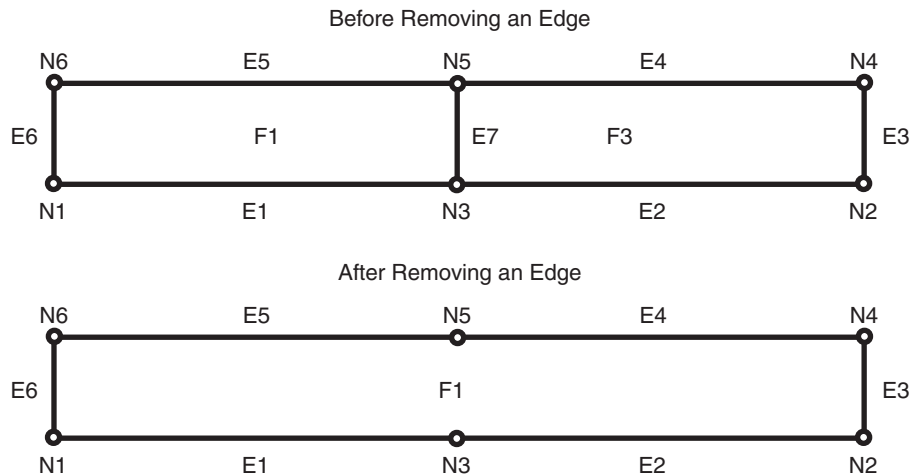 Before Removing an Edge
N6 E5 N5 E4 N4
E6 F1 E7 F3 E3
N1 E1 N3 E2 N2
After Removing an Edge
N6 E5 N5 E4 N4
E6 F1 E3
N1 E1 N3 E2 N2